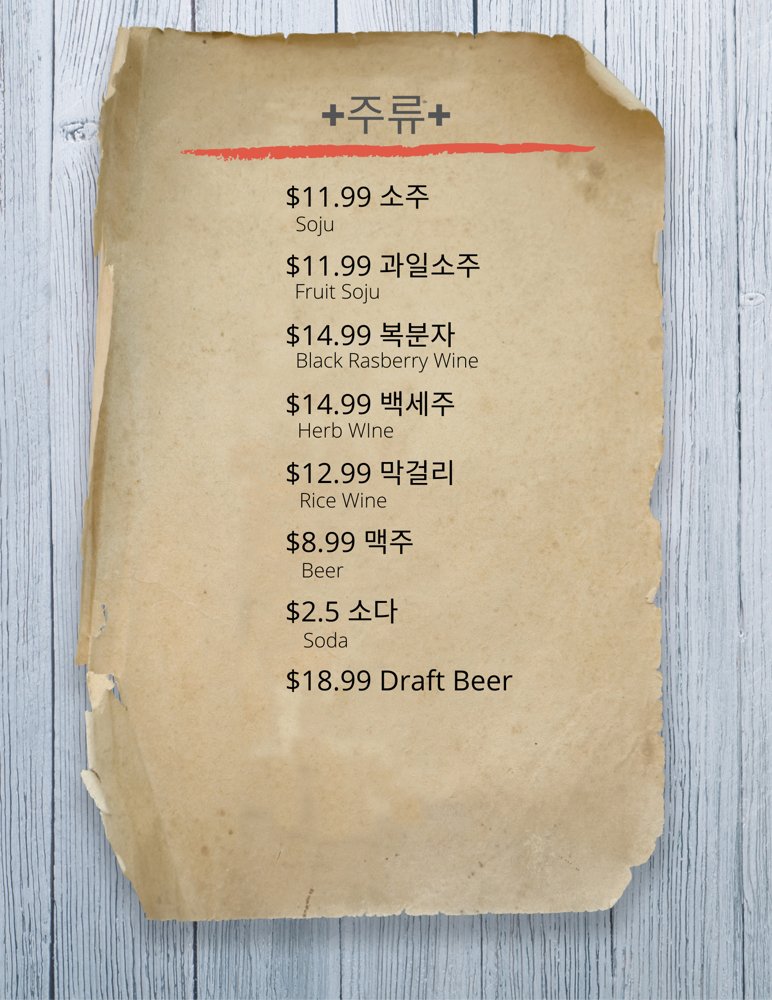 +주류+
$11.99 소주
Soju
$11.99 과일소주
Fruit Soju
$14.99 복분자
Black Rasberry Wine
$14.99 백세주
Herb WIne
$12.99 막걸리
Rice Wine
$8.99 맥주
Beer
$2.5 소다
Soda
$18.99 Draft Beer